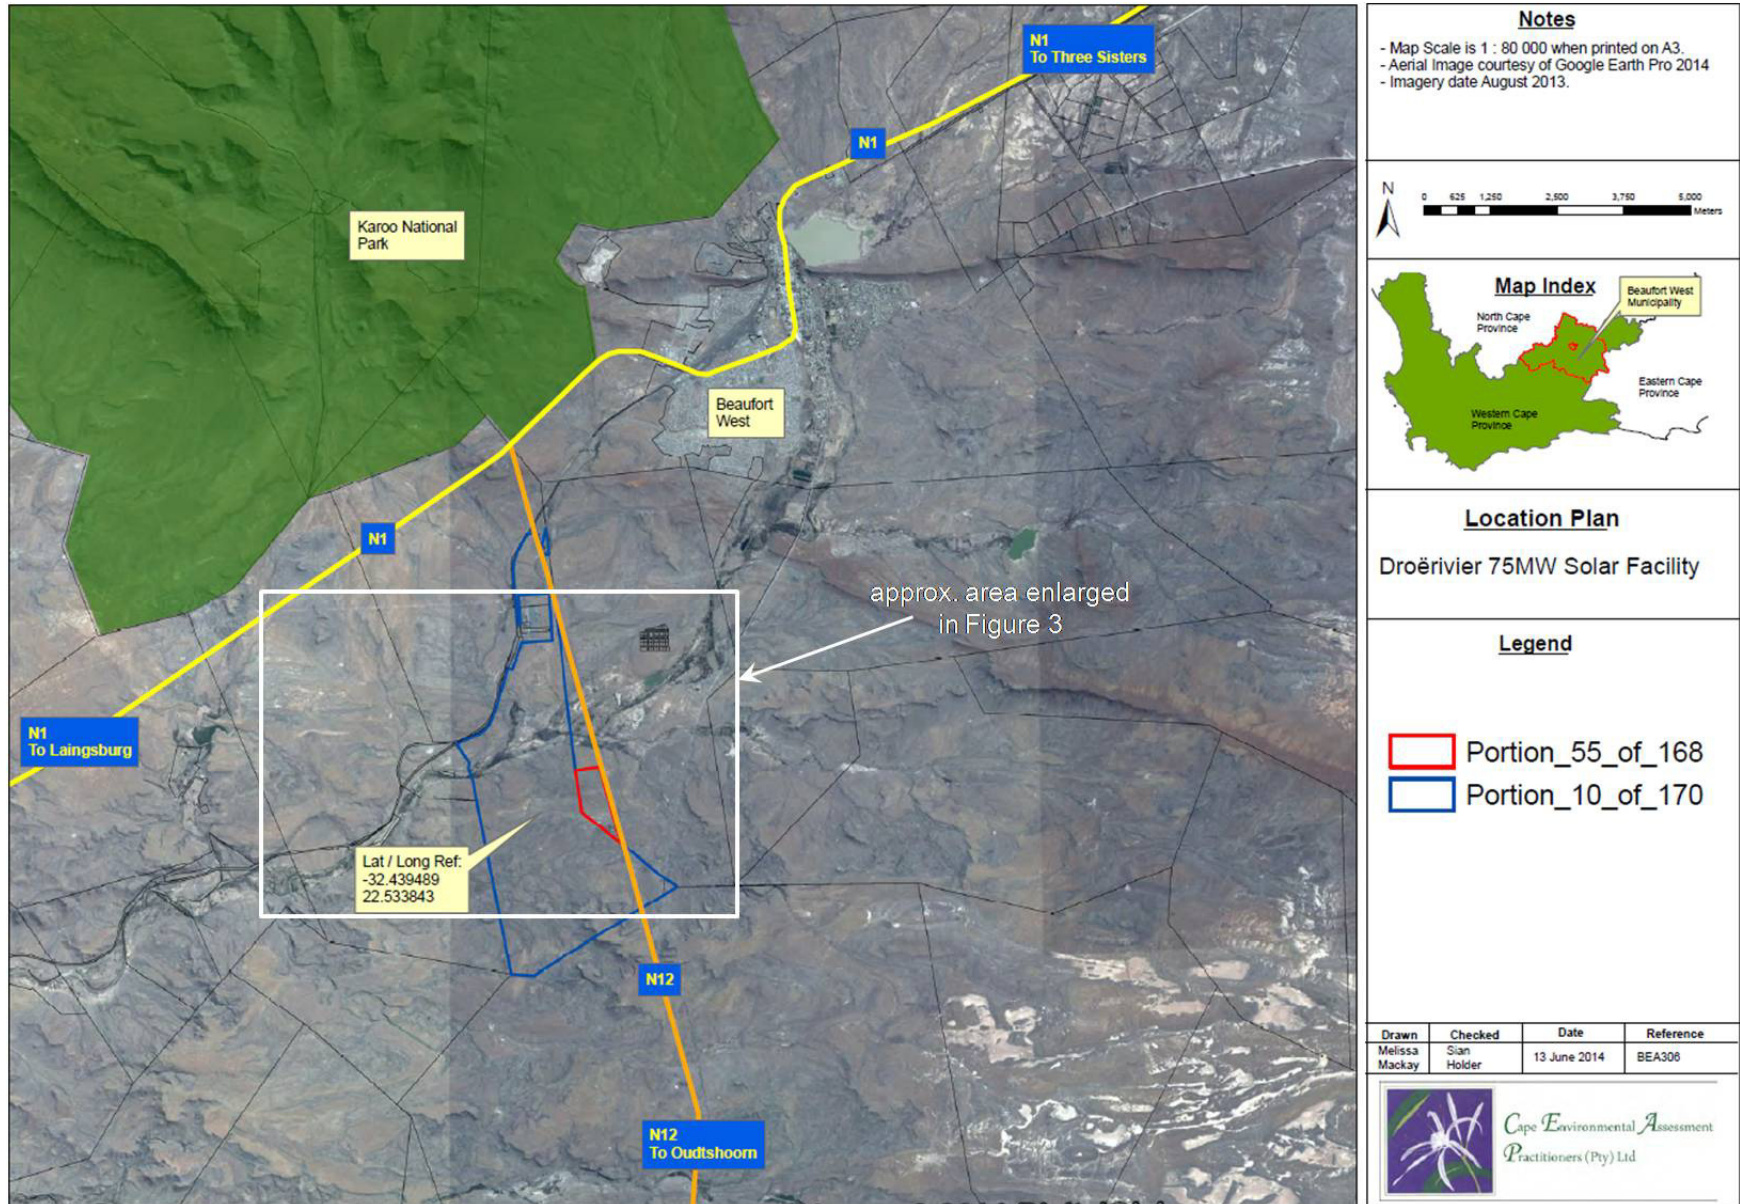 N1
To Three Sisters
N1
Karoo National
Park
Beaufort
West
N1
approx. area enlarged
in Figure 3
N1
To Laingsburg
Lat / Long Ref:
-32.439489
22.533843
N12
N12
To Oudtshoorn
Notes
- Map Scale is 1 : 80 000 when printed on A3.
- Aerial Image courtesy of Google Earth Pro 2014
- Imagery date August 2013.
N
0 625 1,250 2,500 3,750 5,000
Meters
Map Index
Beaufort West
Municipality
North Cape
Province
Eastern Cape
Province
Western Cape
Province
Location Plan
Droërivier 75MW Solar Facility
Legend
Portion_55_of_168
Portion_10_of_170
Drawn Checked Date Reference
Melissa
Mackay
Sian
Holder
13 June 2014
BEA306
Cape Environmental Assessment
Practitioners (Pty) Ltd